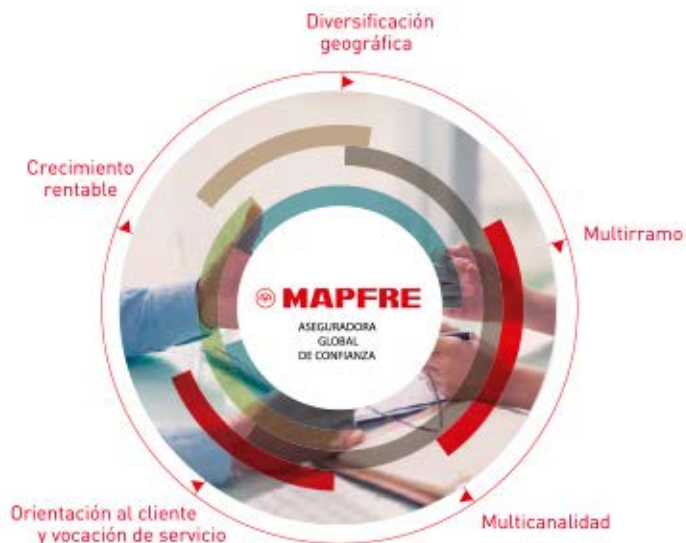 Diversificación
geográfica
Crecimiento
rentable
Multirramo
MAPFRE
ASEGURADORA
GLOBAL
DE CONFIANZA
Orientación al cliente
y vocación de servicio
Multicanalidad